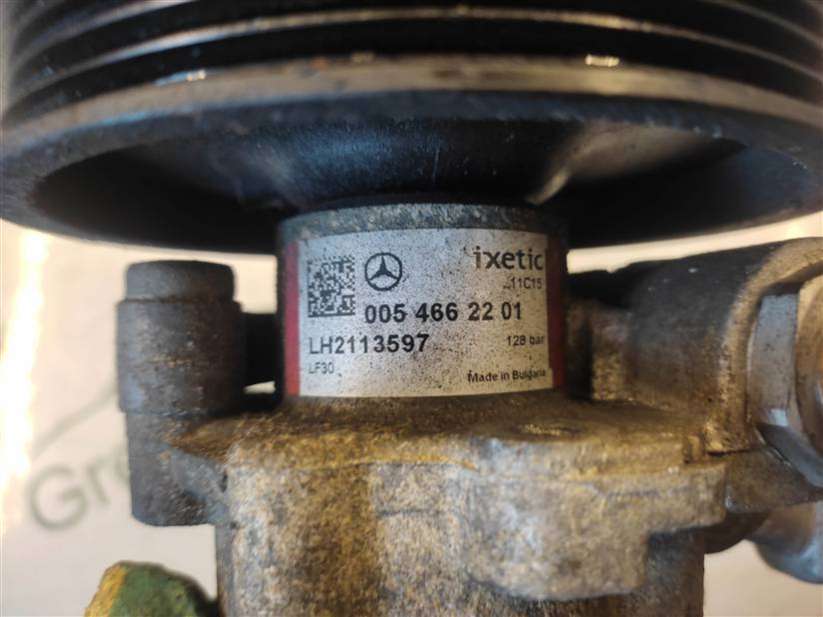 ixetic
..11C15
005 466 22 01
LH2113597
128 bar
LF30
Made in Bulgaria